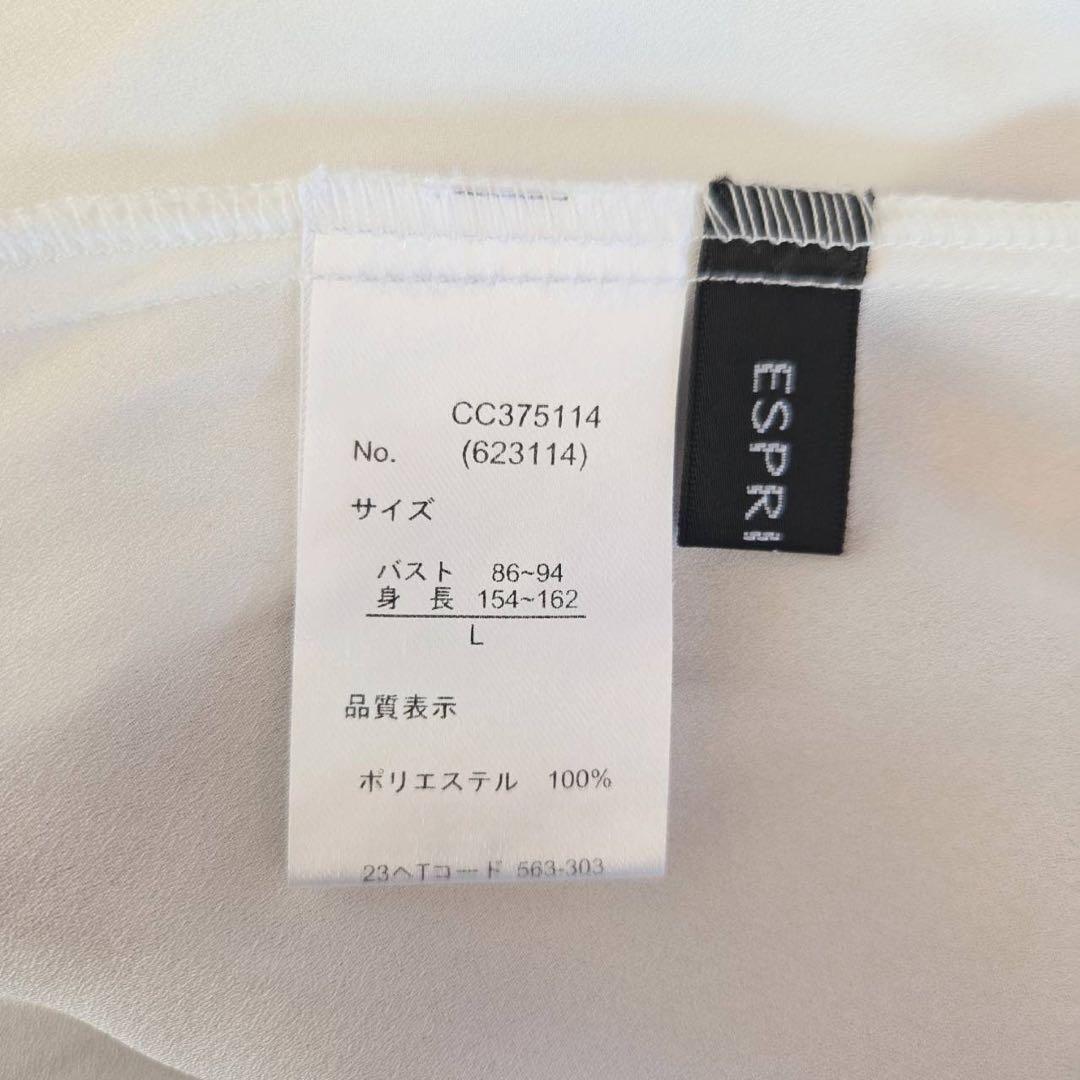 CC375114
No. (623114)
サイズ
バスト 86~94
身 長 154~162
L
品質表示
ポリエステル 100%
23ヘTコード 563-303
ESPRI